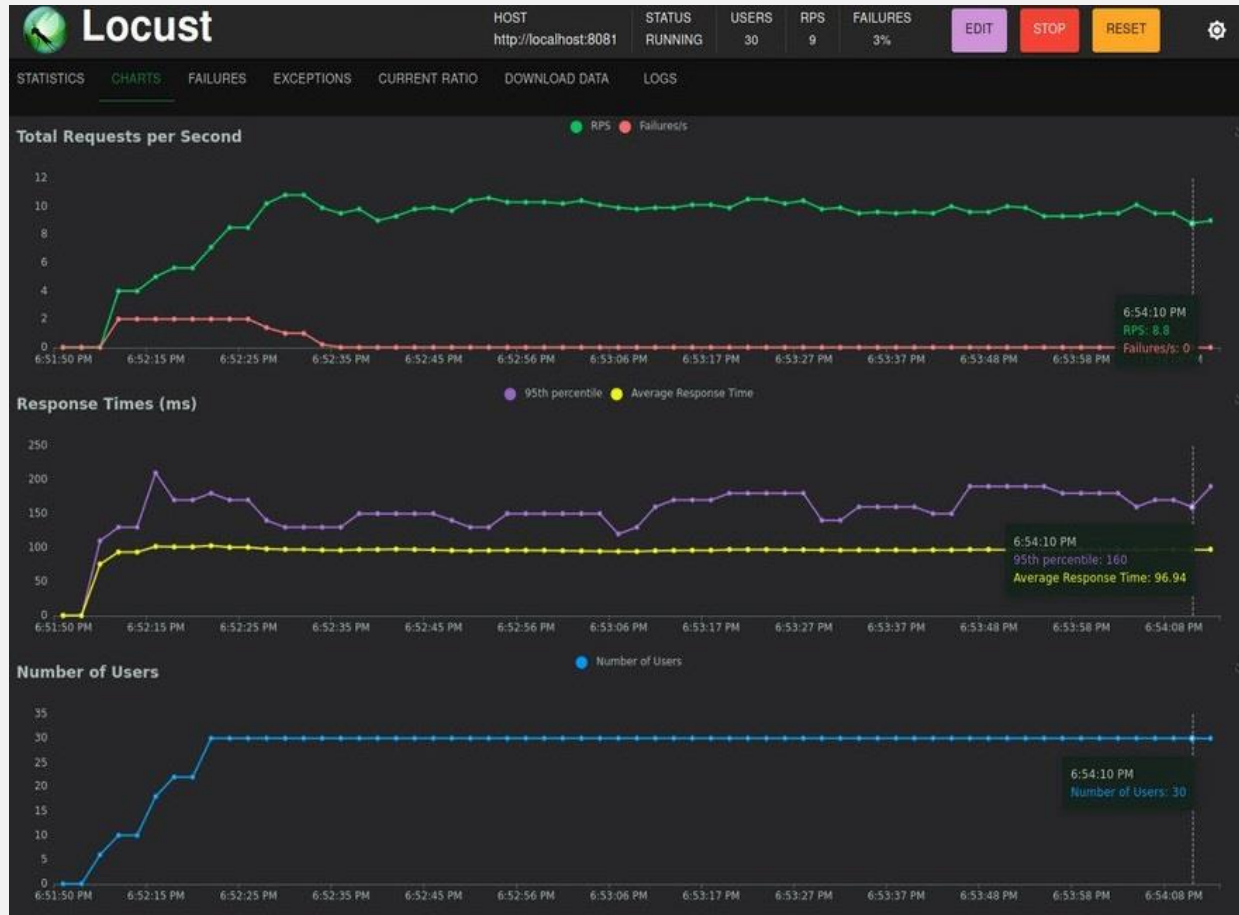 Locust
HOST
http://localhost:8081
STATUS
RUNNING
USERS
30
RPS
9
FAILURES
3%
EDIT
STOP
RESET
STATISTICS CHARTS FAILURES EXCEPTIONS CURRENT RATIO DOWNLOAD DATA LOGS
Total Requests per Second
RPS Failures/s
12
10
8
6
4
2
0
6:54:10 PM
RPS: 8.8
Failures/s: 0
6:51:50 PM 6:52:15 PM 6:52:25 PM 6:52:35 PM 6:52:45 PM 6:52:56 PM 6:53:06 PM 6:53:17 PM 6:53:27 PM 6:53:37 PM 6:53:48 PM 6:53:58 PM
Response Times (ms)
95th percentile Average Response Time
250
200
150
100
50
0
6:54:10 PM
95th percentile: 160
Average Response Time: 96.94
6:51:50 PM 6:52:15 PM 6:52:25 PM 6:52:35 PM 6:52:45 PM 6:52:56 PM 6:53:06 PM 6:53:17 PM 6:53:27 PM 6:53:37 PM 6:53:48 PM 6:53:58 PM 6:54:08 PM
Number of Users
Number of Users
35
30
25
20
15
10
5
0
6:54:10 PM
Number of Users: 30
6:51:50 PM 6:52:15 PM 6:52:25 PM 6:52:35 PM 6:52:45 PM 6:52:56 PM 6:53:06 PM 6:53:17 PM 6:53:27 PM 6:53:37 PM 6:53:48 PM 6:53:58 PM 6:54:08 PM